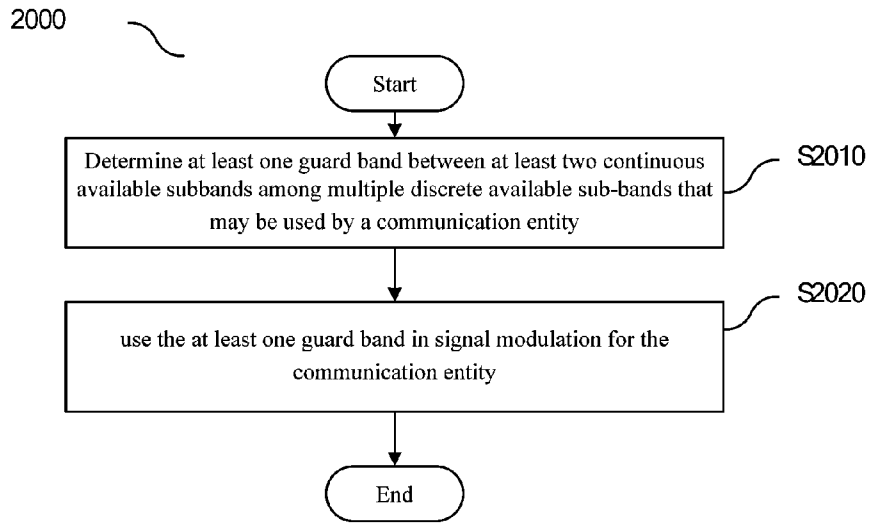 2000
Start
Determine at least one guard band between at least two continuous
available subbands among multiple discrete available sub-bands that
may be used by a communication entity
S2010
use the at least one guard band in signal modulation for the
communication entity
S2020
End